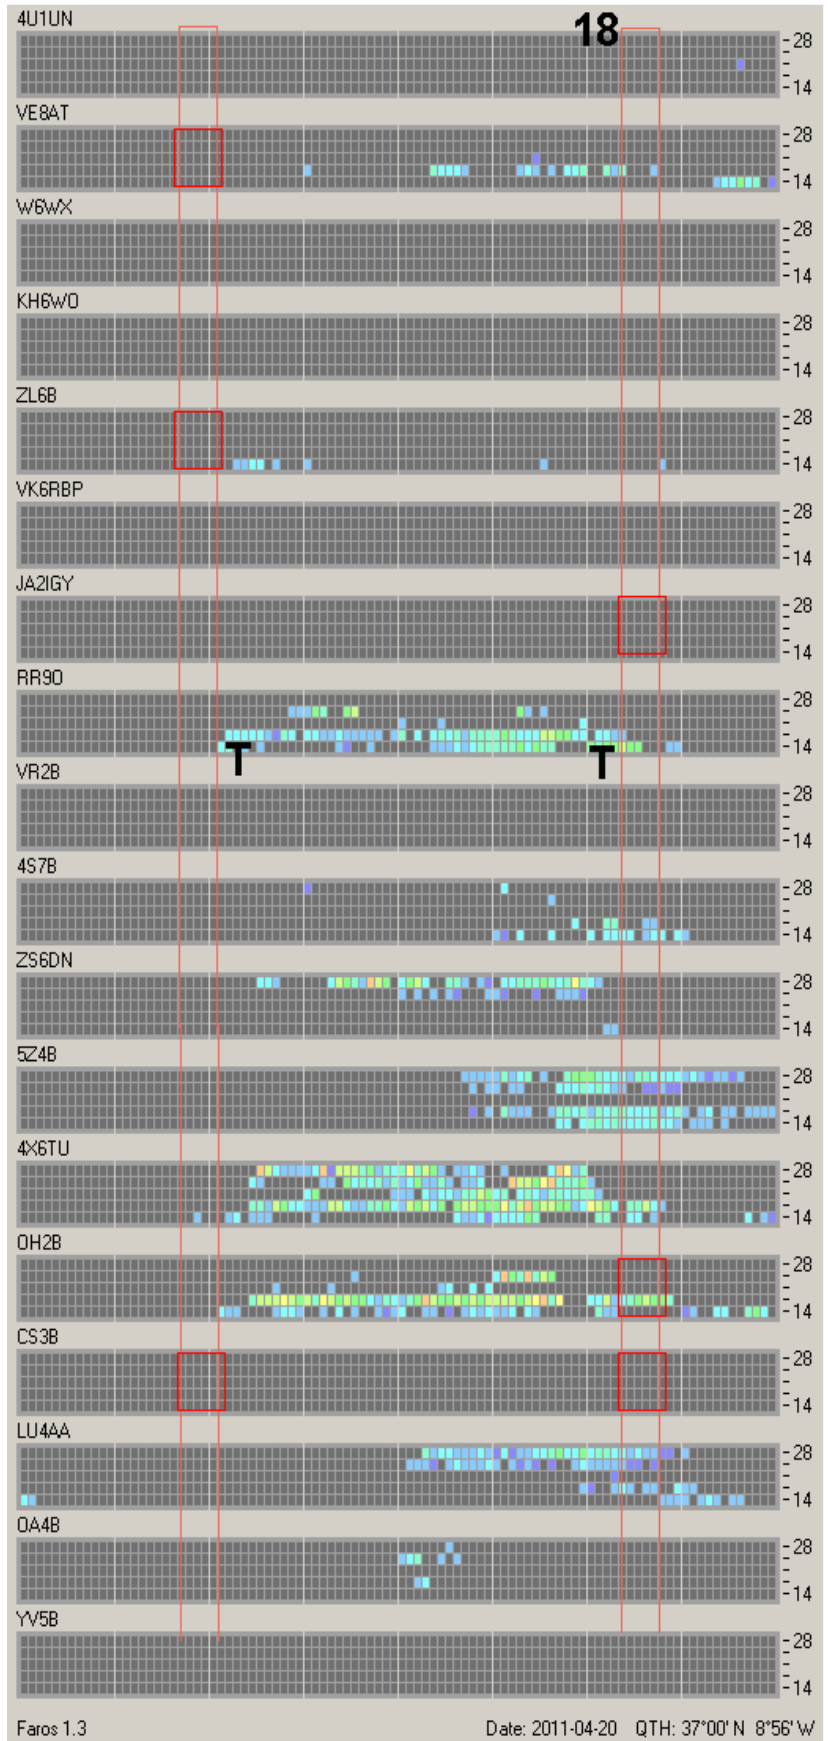 4U1UN 18
-28
-14
VE8AT
-28
-14
W6WX
-28
-14
KH6WO
-28
-14
ZL6B
-28
-14
VK6RBP
-28
-14
JA2IGY
-28
-14
RR9O
-28
-14
T T
VR2B
-28
-14
4S7B
-28
-14
ZS6DN
-28
-14
5Z4B
-28
-14
4X6TU
-28
-14
OH2B
-28
-14
CS3B
-28
-14
LU4AA
-28
-14
OA4B
-28
-14
YV5B
-28
-14
Faros 1.3 Date: 2011-04-20 QTH: 37°00' N 8°56' W